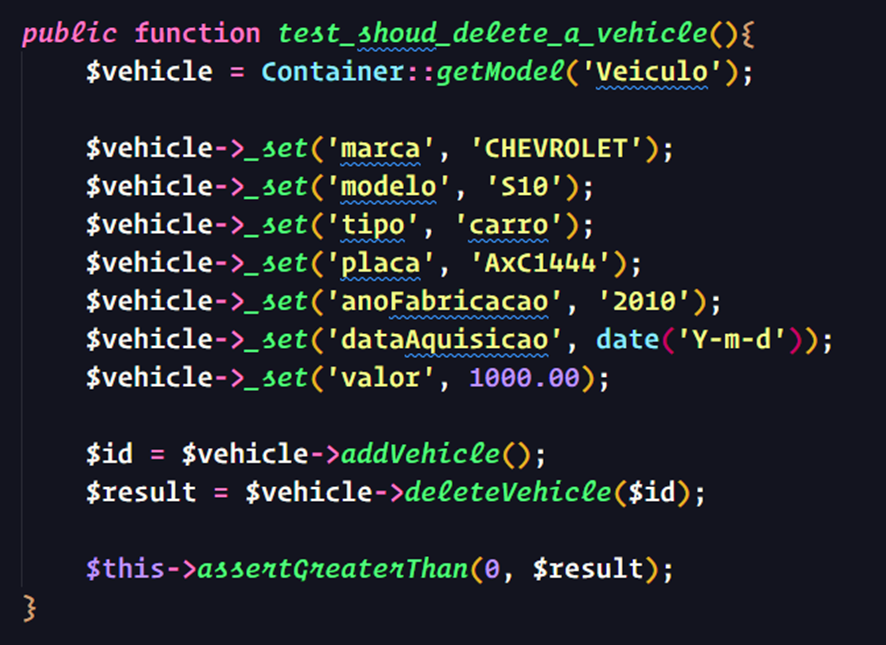 public function test_shoud_delete_a_vehicle(){
$vehicle = Container::getModel('Veiculo');
$vehicle->_set('marca', 'CHEVROLET');
$vehicle->_set('modelo', 'S10');
$vehicle->_set('tipo', 'carro');
$vehicle->_set('placa', 'AxC1444');
$vehicle->_set('anoFabricacao', '2010');
$vehicle->_set('dataAquisicao', date('Y-m-d'));
$vehicle->_set('valor', 1000.00);
$id = $vehicle->addVehicle();
$result = $vehicle->deleteVehicle($id);
$this->assertGreaterThan(0, $result);
}